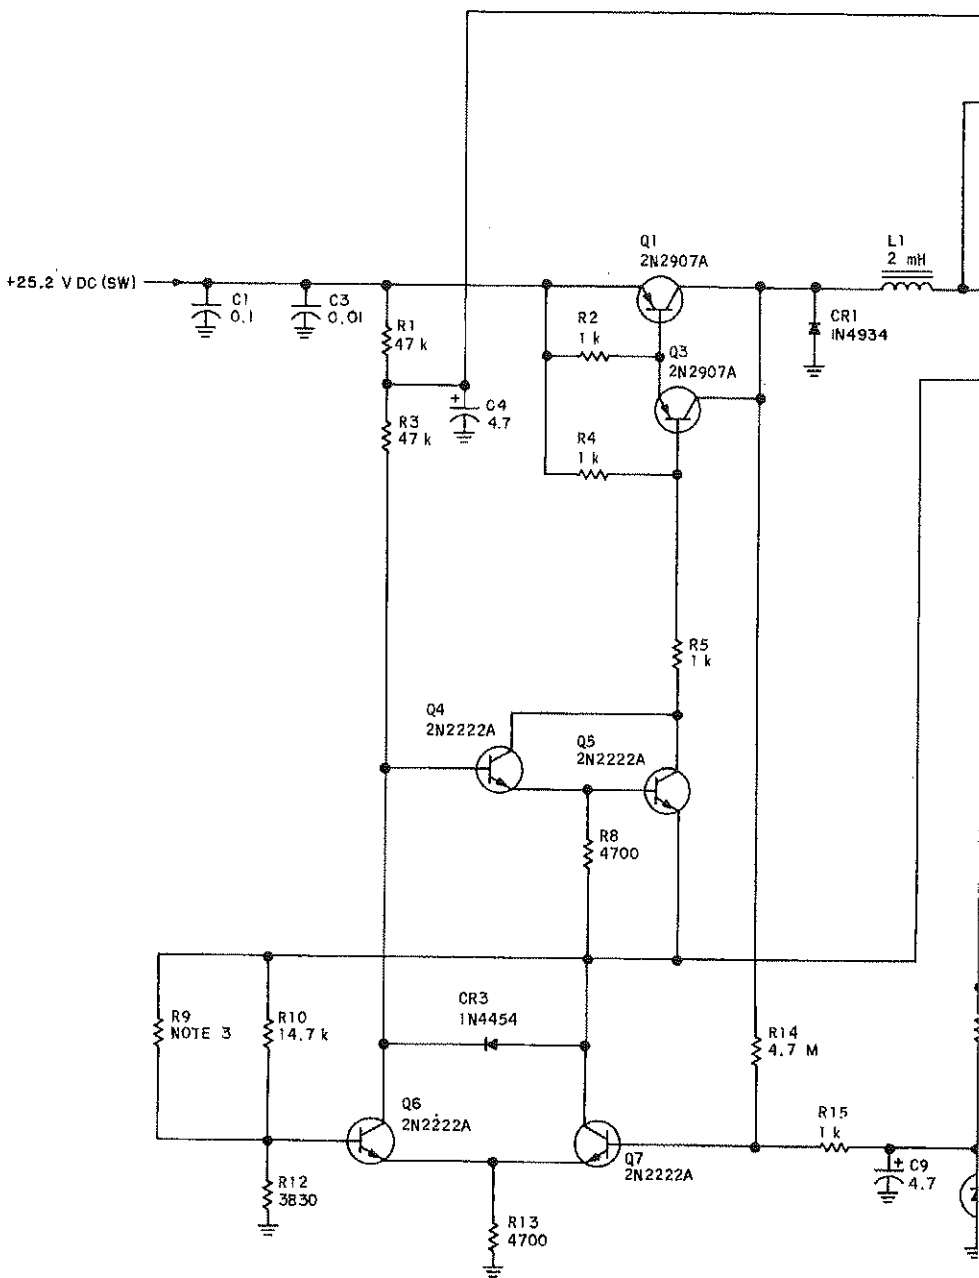 Q1
2N2907A
L1
2 mH
+25.2 V DC (SW)
C1
0.1
C3
0.01
R1
47 k
R2
1 k
Q3
2N2907A
CR1
1N4934
+
C4
4.7
R3
47 k
R4
1 k
R5
1 k
Q4
2N2222A
Q5
2N2222A
R8
4700
R9
NOTE 3
R10
14.7 k
CR3
1N4454
R14
4.7 M
Q6
2N2222A
R15
1 k
Q7
2N2222A
+
C9
4.7
R12
3830
R13
4700